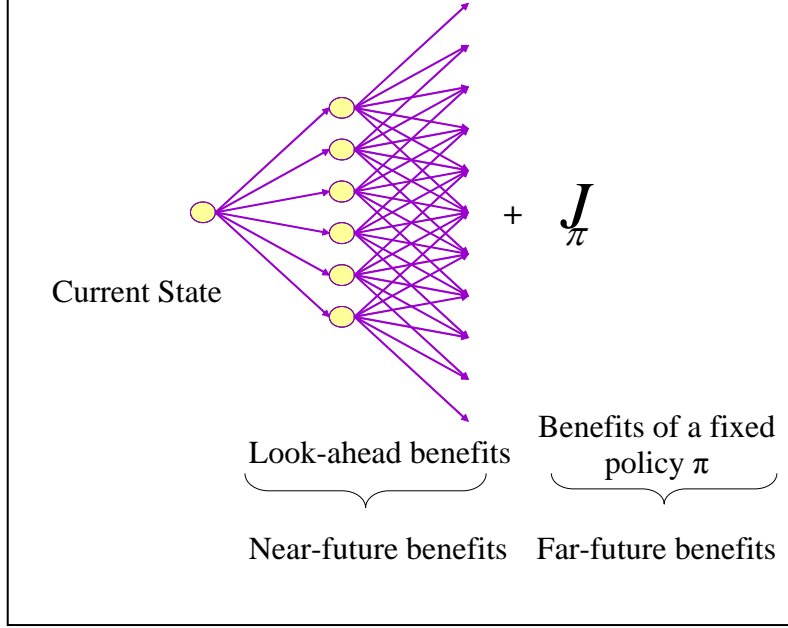 + J
π
Current State
Look-ahead benefits
Benefits of a fixed
policy π
Near-future benefits
Far-future benefits